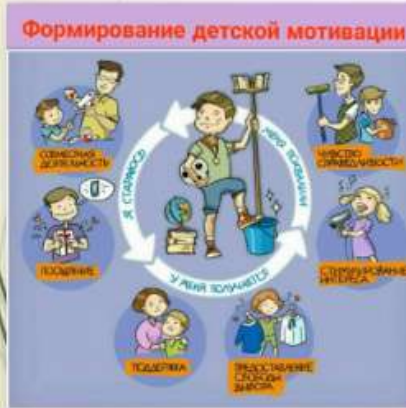 Формирование детской мотивации
СОВМЕСТНАЯ
ДЕЯТЕЛЬНОСТЬ
ЧУВСТВО
СПРАВЕДЛИВОСТИ
Я СТАРАЮСЬ
МЕНЯ ПОХВАЛИЛИ
У МЕНЯ ПОЛУЧАЕТСЯ
ПООЩРЕНИЕ
СТИМУЛИРОВАНИЕ
ИНТЕРЕСА
ПОДДЕРЖКА
ПРЕДОСТАВЛЕНИЕ
СВОБОДЫ
ВЫБОРА